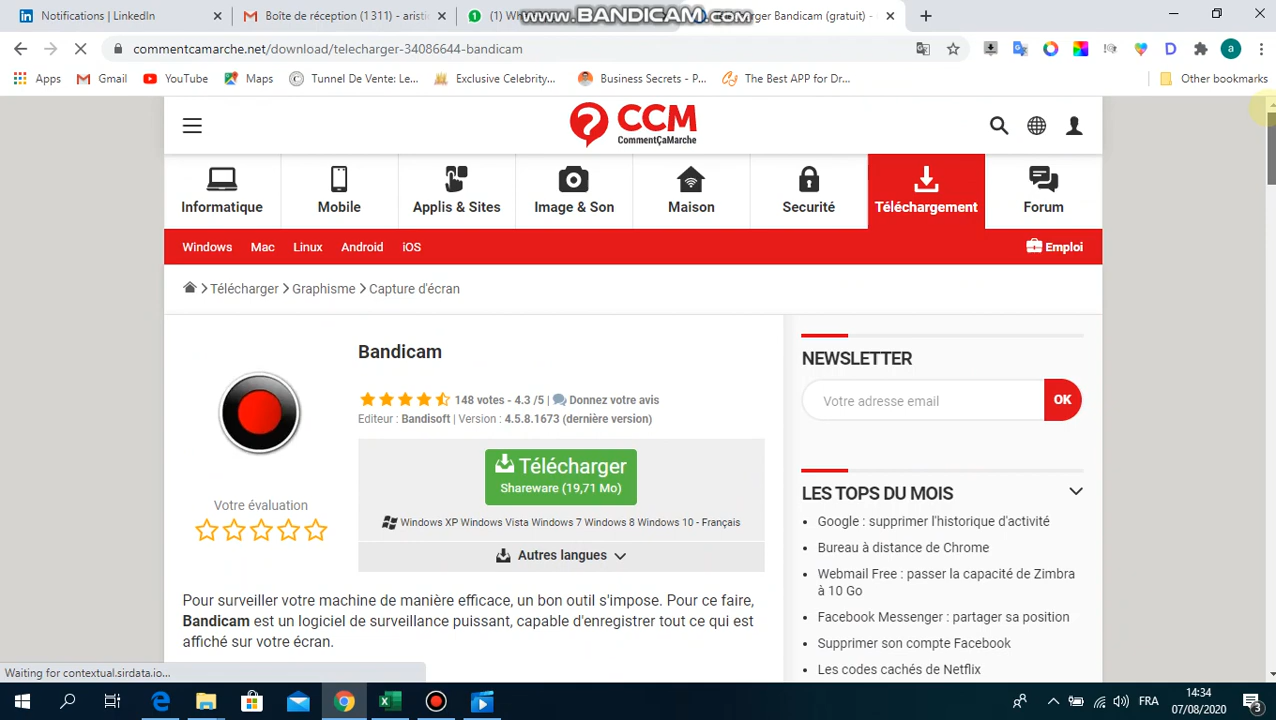 Notifications | LinkedIn
Boîte de réception (1 311) - aristi
(1) Wh
www.BANDICAM.com
rger Bandicam (gratuit) -
commentcamarche.net/download/telecharger-34086644-bandicam
Apps
Gmail
YouTube
Maps
Tunnel De Vente: Le...
Exclusive Celebrity...
Business Secrets - P...
The Best APP for Dr...
Other bookmarks
CCM
CommentÇaMarche
Informatique
Mobile
Applis & Sites
Image & Son
Maison
Securité
Téléchargement
Forum
Windows
Mac
Linux
Android
iOS
Emploi
Télécharger
Graphisme
Capture d'écran
Bandicam
148 votes - 4.3 /5 | Donnez votre avis
Editeur : Bandisoft | Version : 4.5.8.1673 (dernière version)
Télécharger
Shareware (19,71 Mo)
Windows XP Windows Vista Windows 7 Windows 8 Windows 10 - Français
Autres langues
Votre évaluation
Pour surveiller votre machine de manière efficace, un bon outil s'impose. Pour ce faire,
Bandicam est un logiciel de surveillance puissant, capable d'enregistrer tout ce qui est
affiché sur votre écran.
NEWSLETTER
Votre adresse email
OK
LES TOPS DU MOIS
Google : supprimer l'historique d'activité
Bureau à distance de Chrome
Webmail Free : passer la capacité de Zimbra
à 10 Go
Facebook Messenger : partager sa position
Supprimer son compte Facebook
Les codes cachés de Netflix
Waiting for contextual.sirdata.io...
FRA
14:34
07/08/2020
3